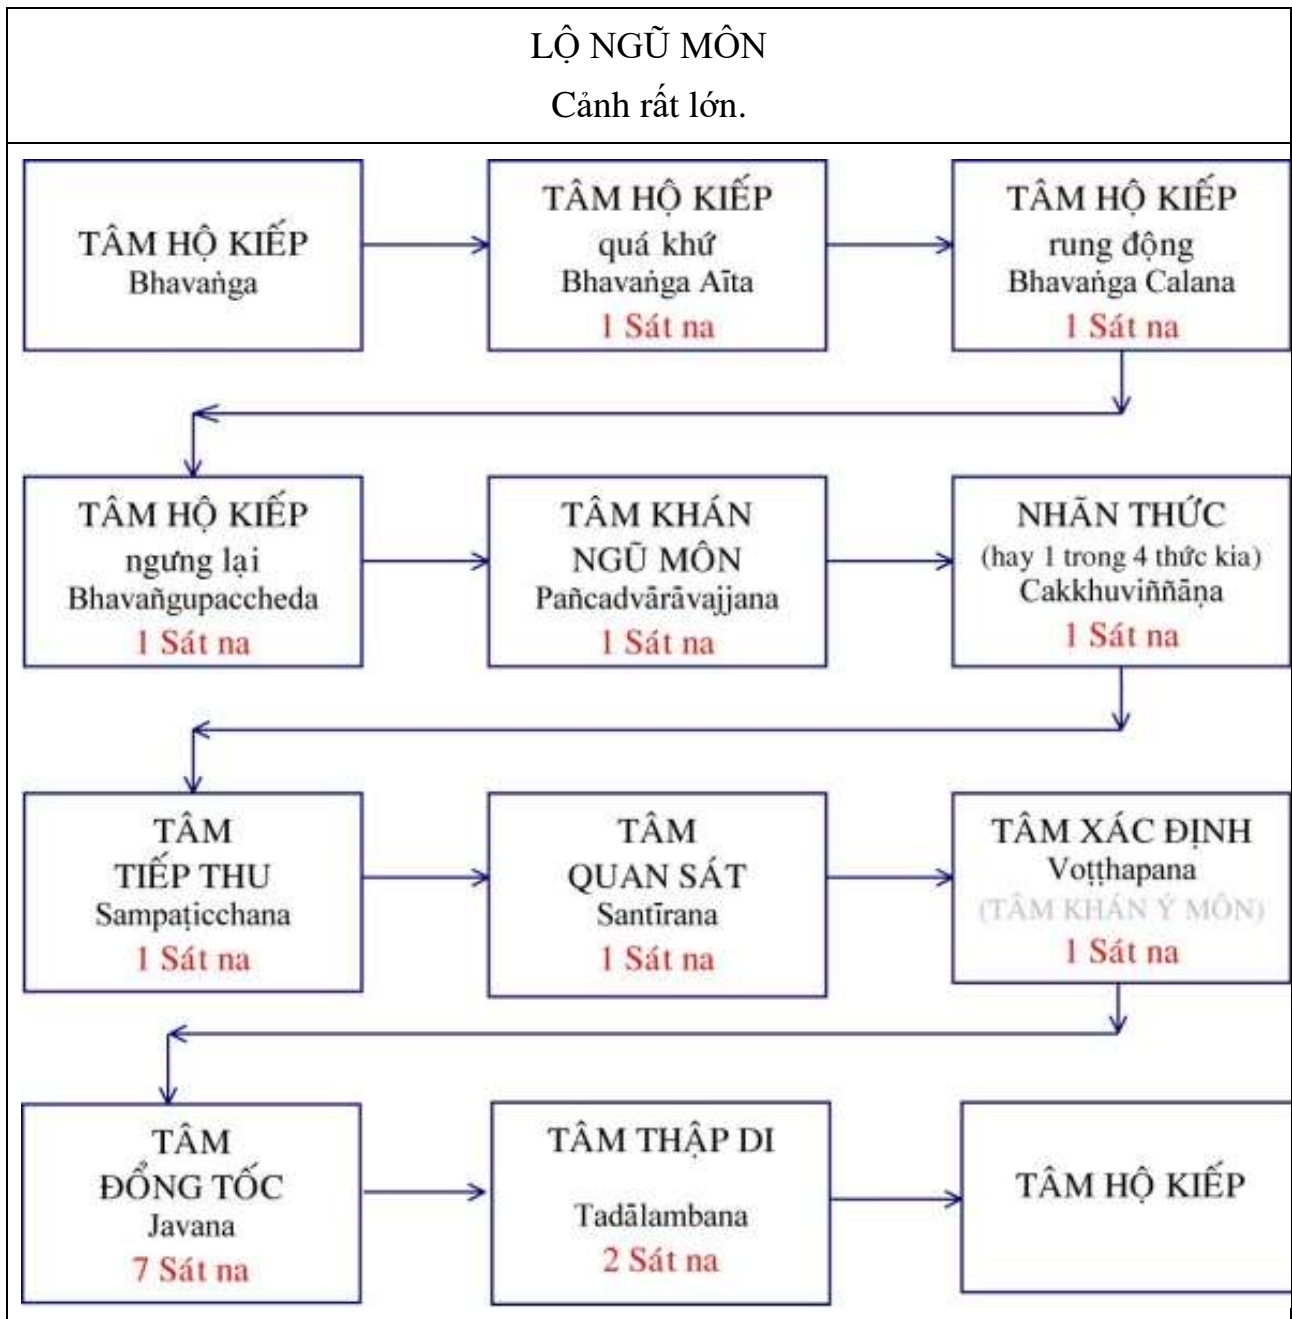 LỘ NGŨ MÔN
Cảnh rất lớn.
TÂM HỘ KIẾP
Bhavaṅga
TÂM HỘ KIẾP
quá khứ
Bhavaṅga Aīta
1 Sát na
TÂM HỘ KIẾP
rung động
Bhavaṅga Calana
1 Sát na
TÂM HỘ KIẾP
ngưng lại
Bhavañgupaccheda
1 Sát na
TÂM KHÁN
NGŨ MÔN
Pañcadvārāvajjana
1 Sát na
NHÃN THỨC
(hay 1 trong 4 thức kia)
Cakkhuviññāṇa
1 Sát na
TÂM
TIẾP THU
Sampaṭicchana
1 Sát na
TÂM
QUAN SÁT
Santīrana
1 Sát na
TÂM XÁC ĐỊNH
Voṭṭhapana
(TÂM KHÁN Ý MÔN)
1 Sát na
TÂM
ĐỔNG TỐC
Javana
7 Sát na
TÂM THẬP DI
Tadālambana
2 Sát na
TÂM HỘ KIẾP